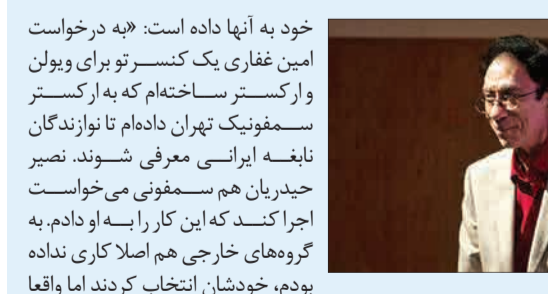 خود به آنها داده است: «به درخواست
امین غفاری یک کنسرتو برای ویولن
و ارکستر ساخته‌ام که به ارکستر
سمفونیک تهران داده‌ام تا نوازندگان
نابغه ایرانی معرفی شوند. نصیر
حیدریان هم سمفونی می‌خواست
اجرا کند که این کار را به او دادم. به
گروه‌های خارجی هم اصلا کاری نداده
بودم، خودشان انتخاب کردند اما واقعا